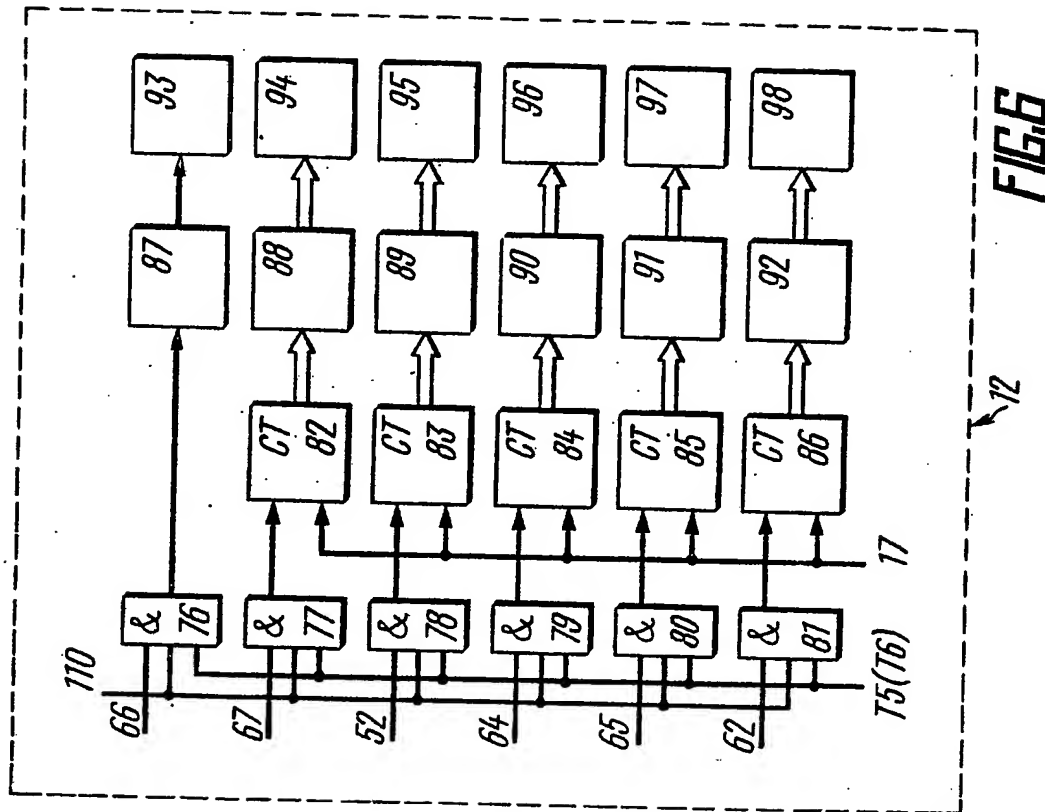 110
66 & 76 87 93
67 & 77 CT 82 88 94
52 & 78 CT 83 89 95
64 & 79 CT 84 90 96
65 & 80 CT 85 91 97
62 & 81 CT 86 92 98
T5(T6) 17
12
FIG.6